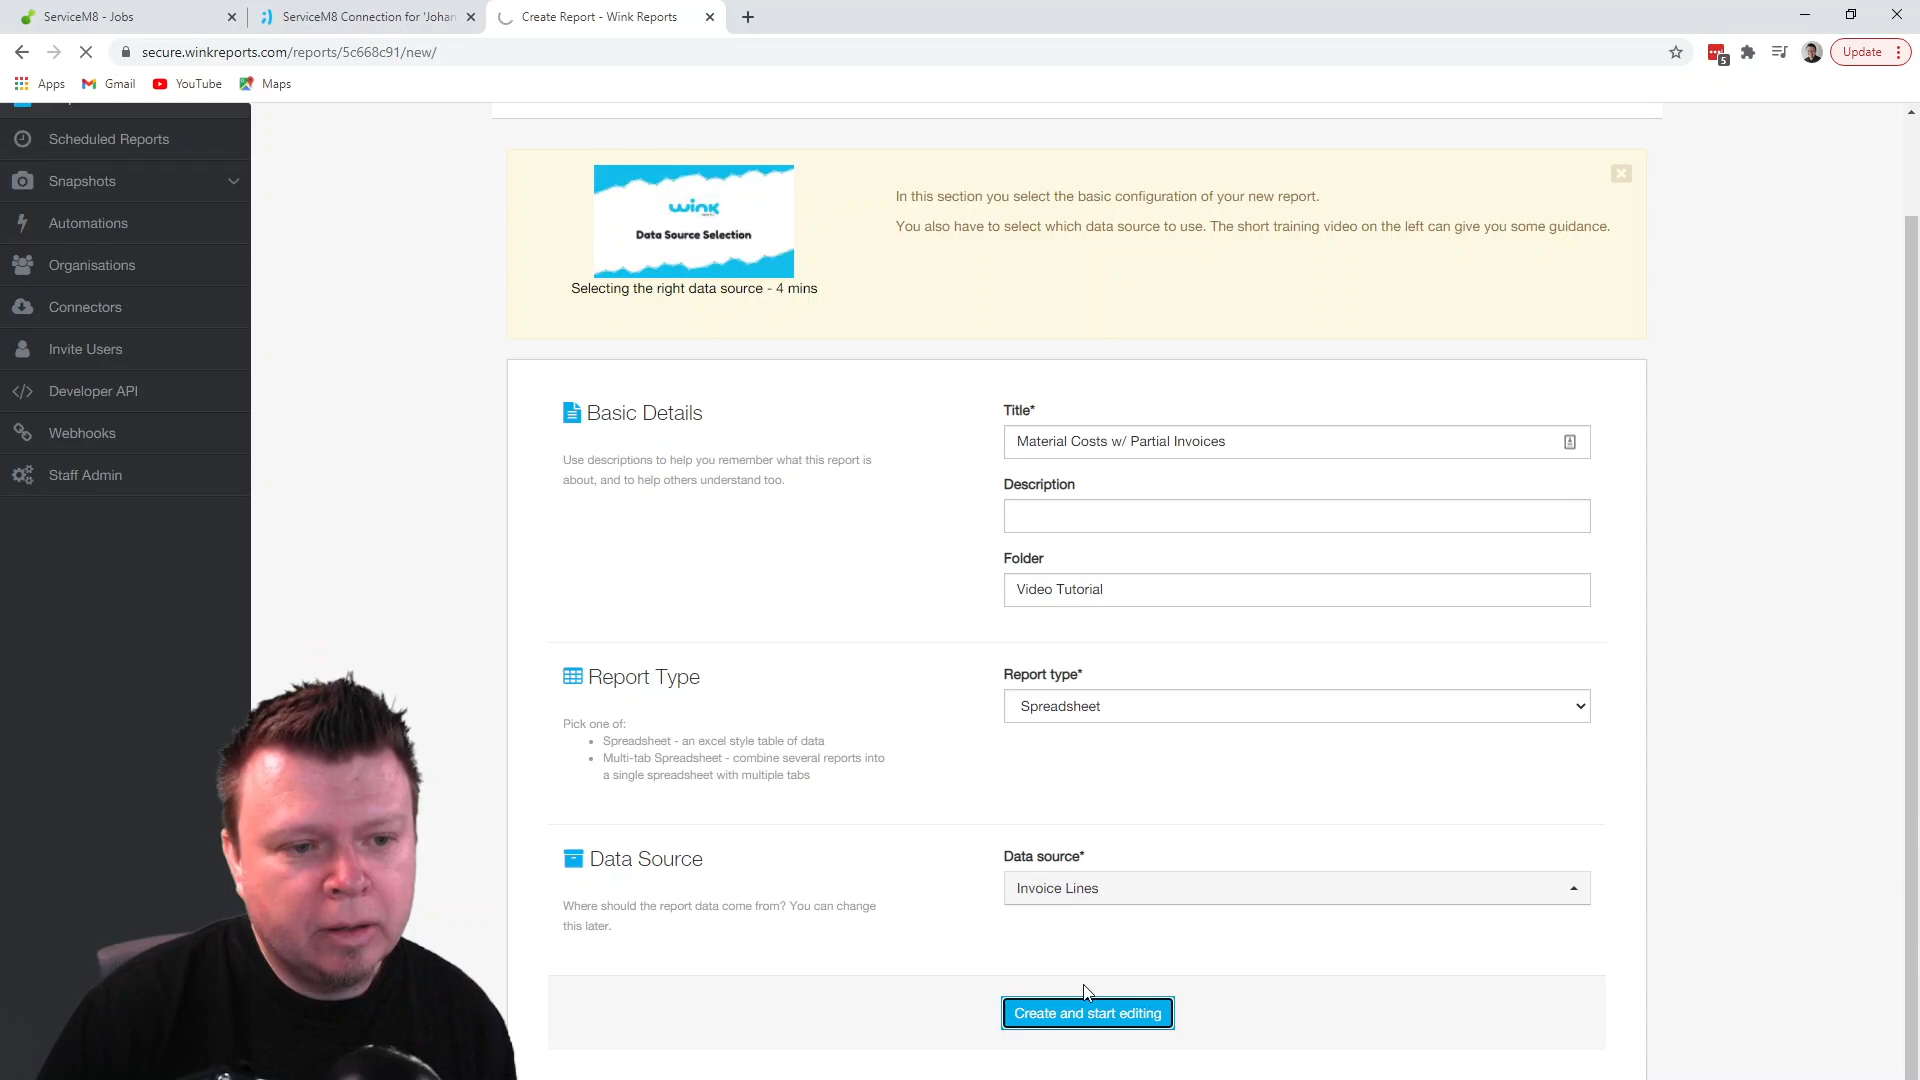 ServiceM8 - Jobs
ServiceM8 Connection for 'Johan
Create Report - Wink Reports
secure.winkreports.com/reports/5c668c91/new/
5
Update
Apps
Gmail
YouTube
Maps
Scheduled Reports
Snapshots
Automations
Organisations
Connectors
Invite Users
Developer API
Webhooks
Staff Admin
wink
Data Source Selection
Selecting the right data source - 4 mins
In this section you select the basic configuration of your new report.
You also have to select which data source to use. The short training video on the left can give you some guidance.
Basic Details
Use descriptions to help you remember what this report is
about, and to help others understand too.
Title*
Material Costs w/ Partial Invoices
Description
Folder
Video Tutorial
Report Type
Pick one of:
• Spreadsheet - an excel style table of data
• Multi-tab Spreadsheet - combine several reports into
a single spreadsheet with multiple tabs
Report type*
Spreadsheet
Data Source
Where should the report data come from? You can change
this later.
Data source*
Invoice Lines
Create and start editing